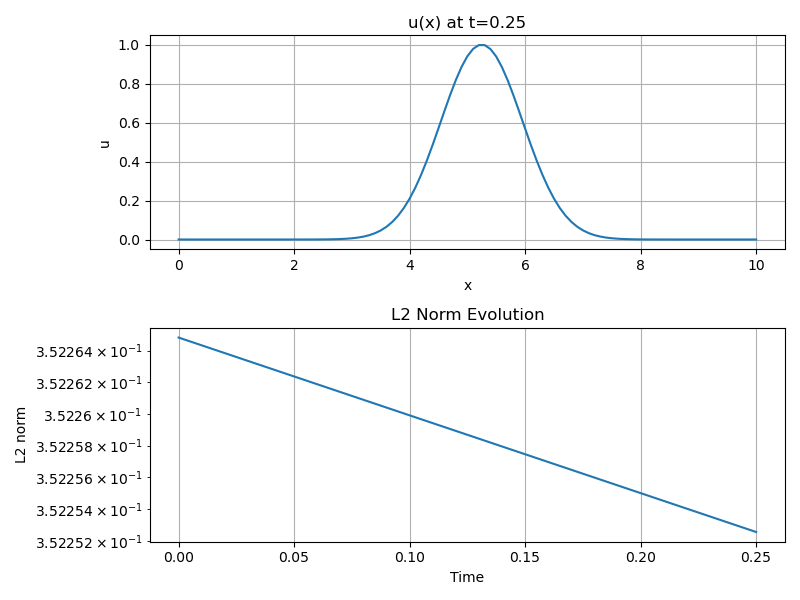 u(x) at t=0.25
1.0
0.8
0.6
0.4
0.2
0.0
u
0 2 4 6 8 10
x
L2 Norm Evolution
3.52264 × 10⁻¹
3.52262 × 10⁻¹
3.5226 × 10⁻¹
3.52258 × 10⁻¹
3.52256 × 10⁻¹
3.52254 × 10⁻¹
3.52252 × 10⁻¹
L2 norm
0.00 0.05 0.10 0.15 0.20 0.25
Time